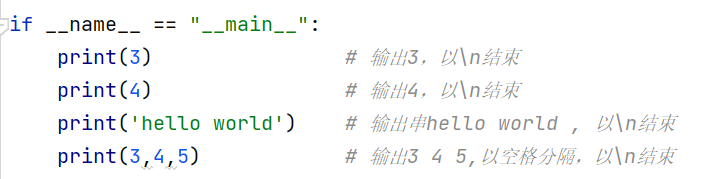 if __name__ == "__main__":
    print(3)                # 输出3，以\n结束
    print(4)                # 输出4，以\n结束
    print('hello world')    # 输出串hello world , 以\n结束
    print(3,4,5)            # 输出3 4 5,以空格分隔，以\n结束